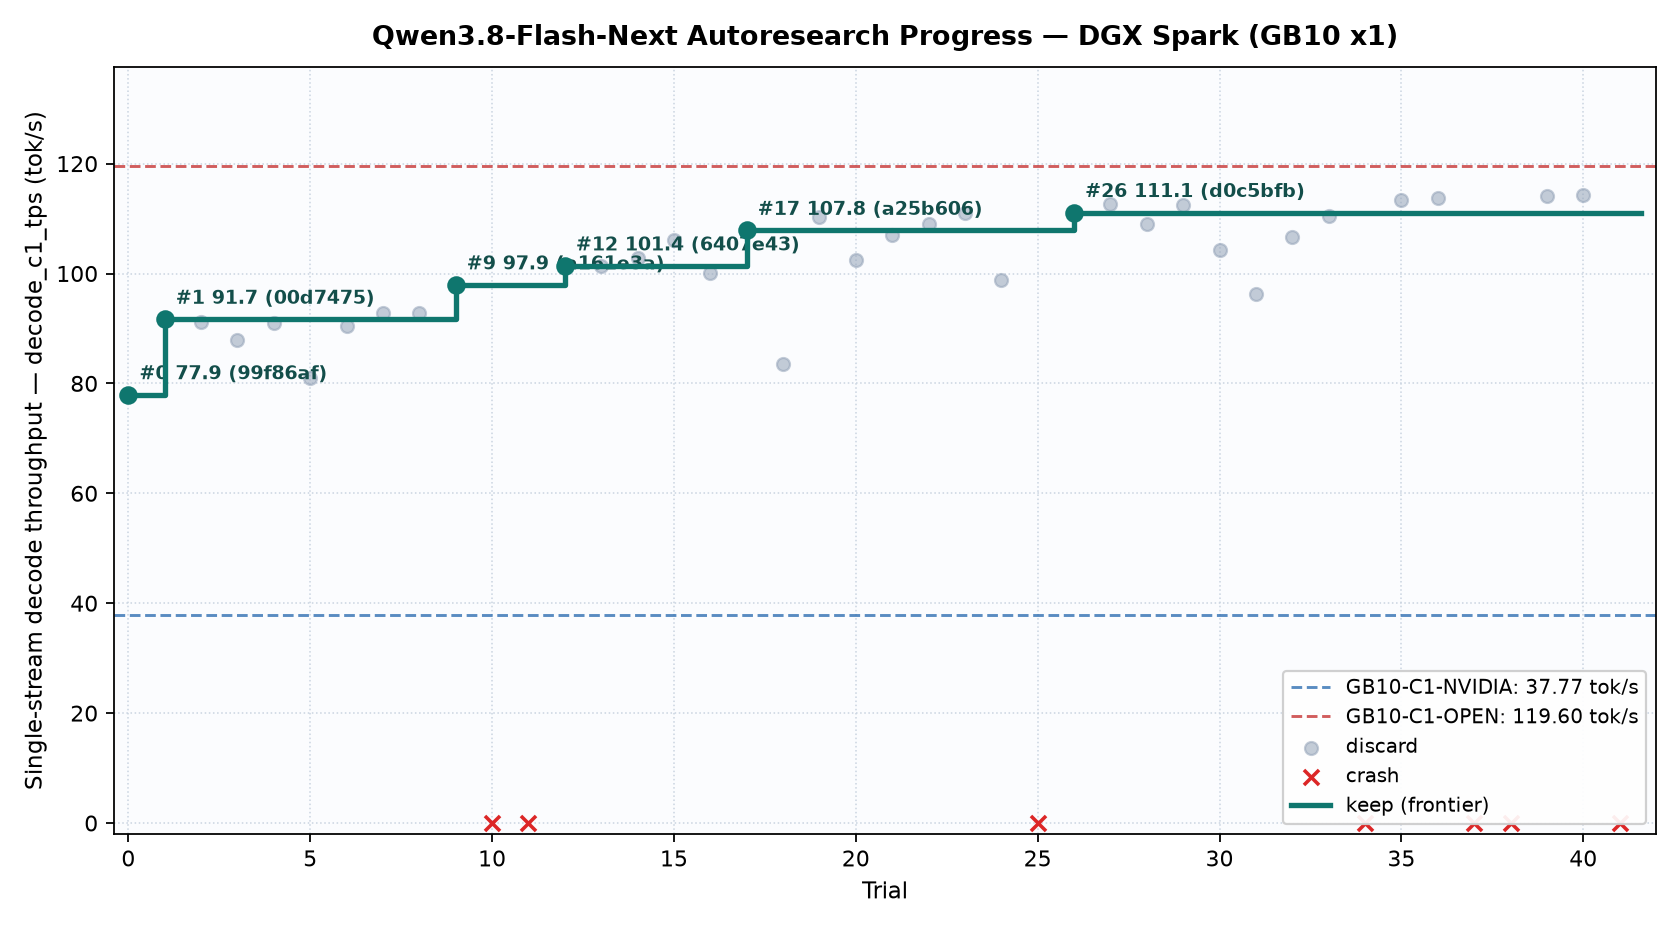 Qwen3.8-Flash-Next Autoresearch Progress — DGX Spark (GB10 x1)
Single-stream decode throughput — decode_c1_tps (tok/s)
120
100
80
60
40
20
0
#0 77.9 (99f86af)
#1 91.7 (00d7475)
#9 97.9
#12 101.4 (6407e43)
#17 107.8 (a25b606)
#26 111.1 (d0c5bfb)
GB10-C1-NVIDIA: 37.77 tok/s
GB10-C1-OPEN: 119.60 tok/s
discard
crash
keep (frontier)
0 5 10 15 20 25 30 35 40
Trial